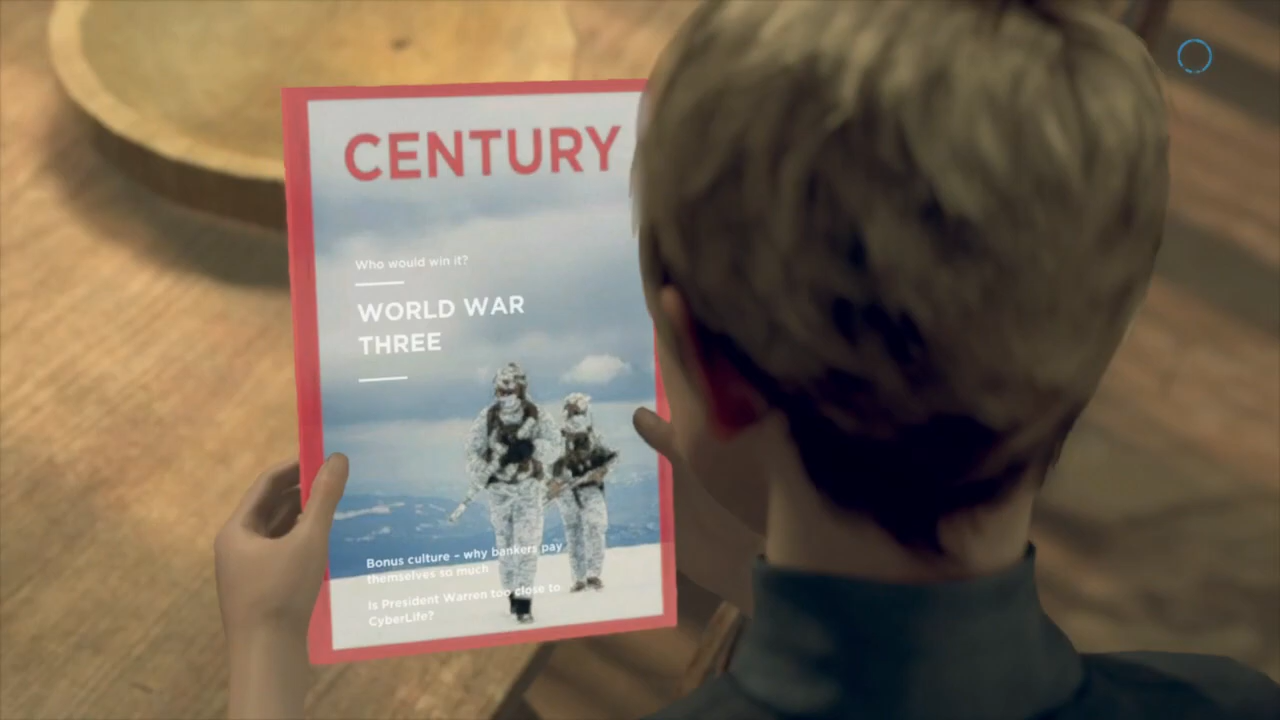 CENTURY
Who would win it?
WORLD WAR
THREE
Bonus culture - why bankers pay
themselves so much
Is President Warren too close to
CyberLife?